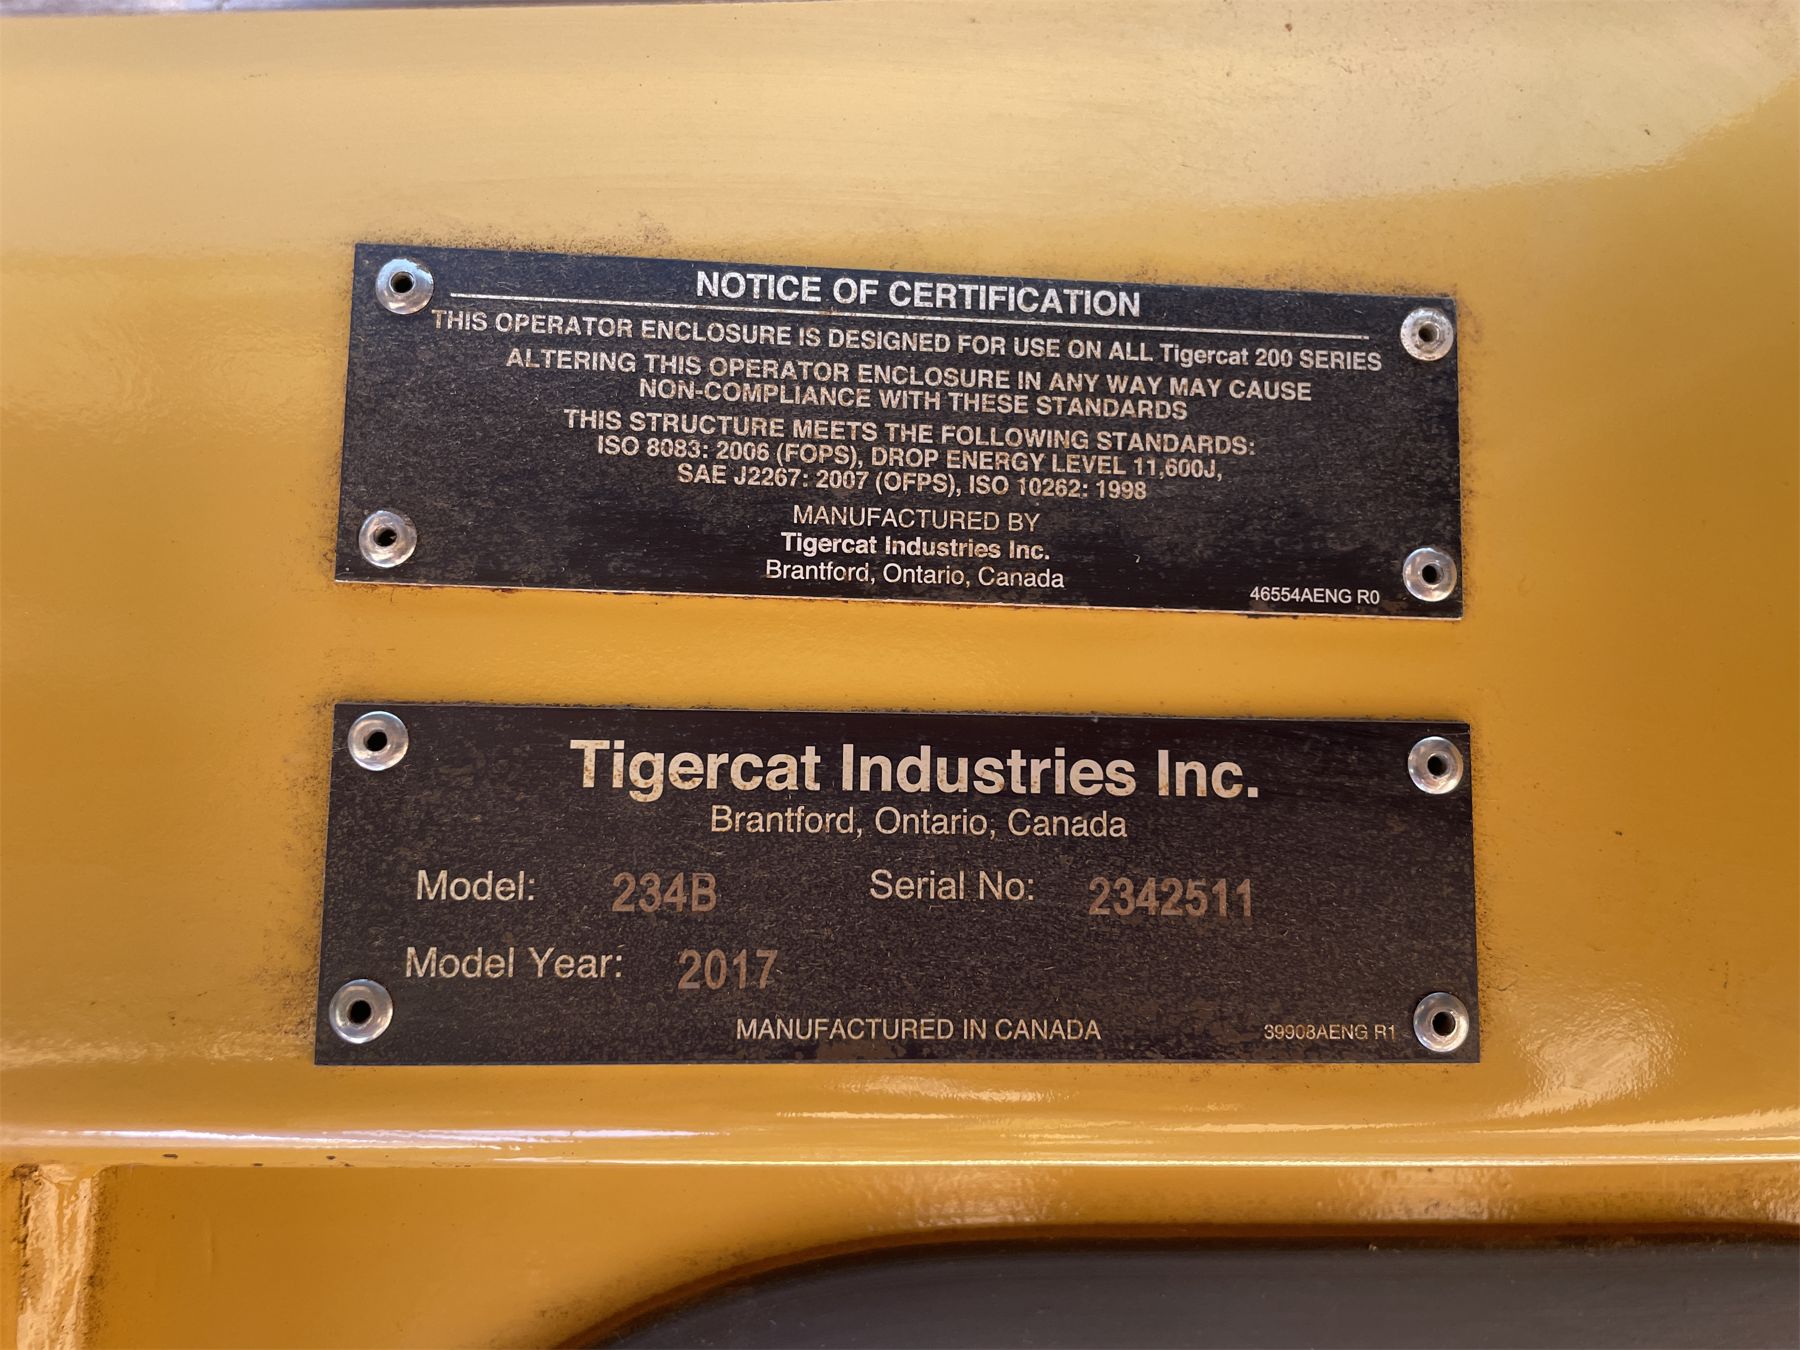 NOTICE OF CERTIFICATION
THIS OPERATOR ENCLOSURE IS DESIGNED FOR USE ON ALL Tigercat 200 SERIES
ALTERING THIS OPERATOR ENCLOSURE IN ANY WAY MAY CAUSE
NON-COMPLIANCE WITH THESE STANDARDS
THIS STRUCTURE MEETS THE FOLLOWING STANDARDS:
ISO 8083: 2006 (FOPS), DROP ENERGY LEVEL 11,600J,
SAE J2267: 2007 (OFPS), ISO 10262: 1998
MANUFACTURED BY
Tigercat Industries Inc.
Brantford, Ontario, Canada
46554AENG R0
Tigercat Industries Inc.
Brantford, Ontario, Canada
Model: 234B Serial No: 2342511
Model Year: 2017
MANUFACTURED IN CANADA 39908AENG R1